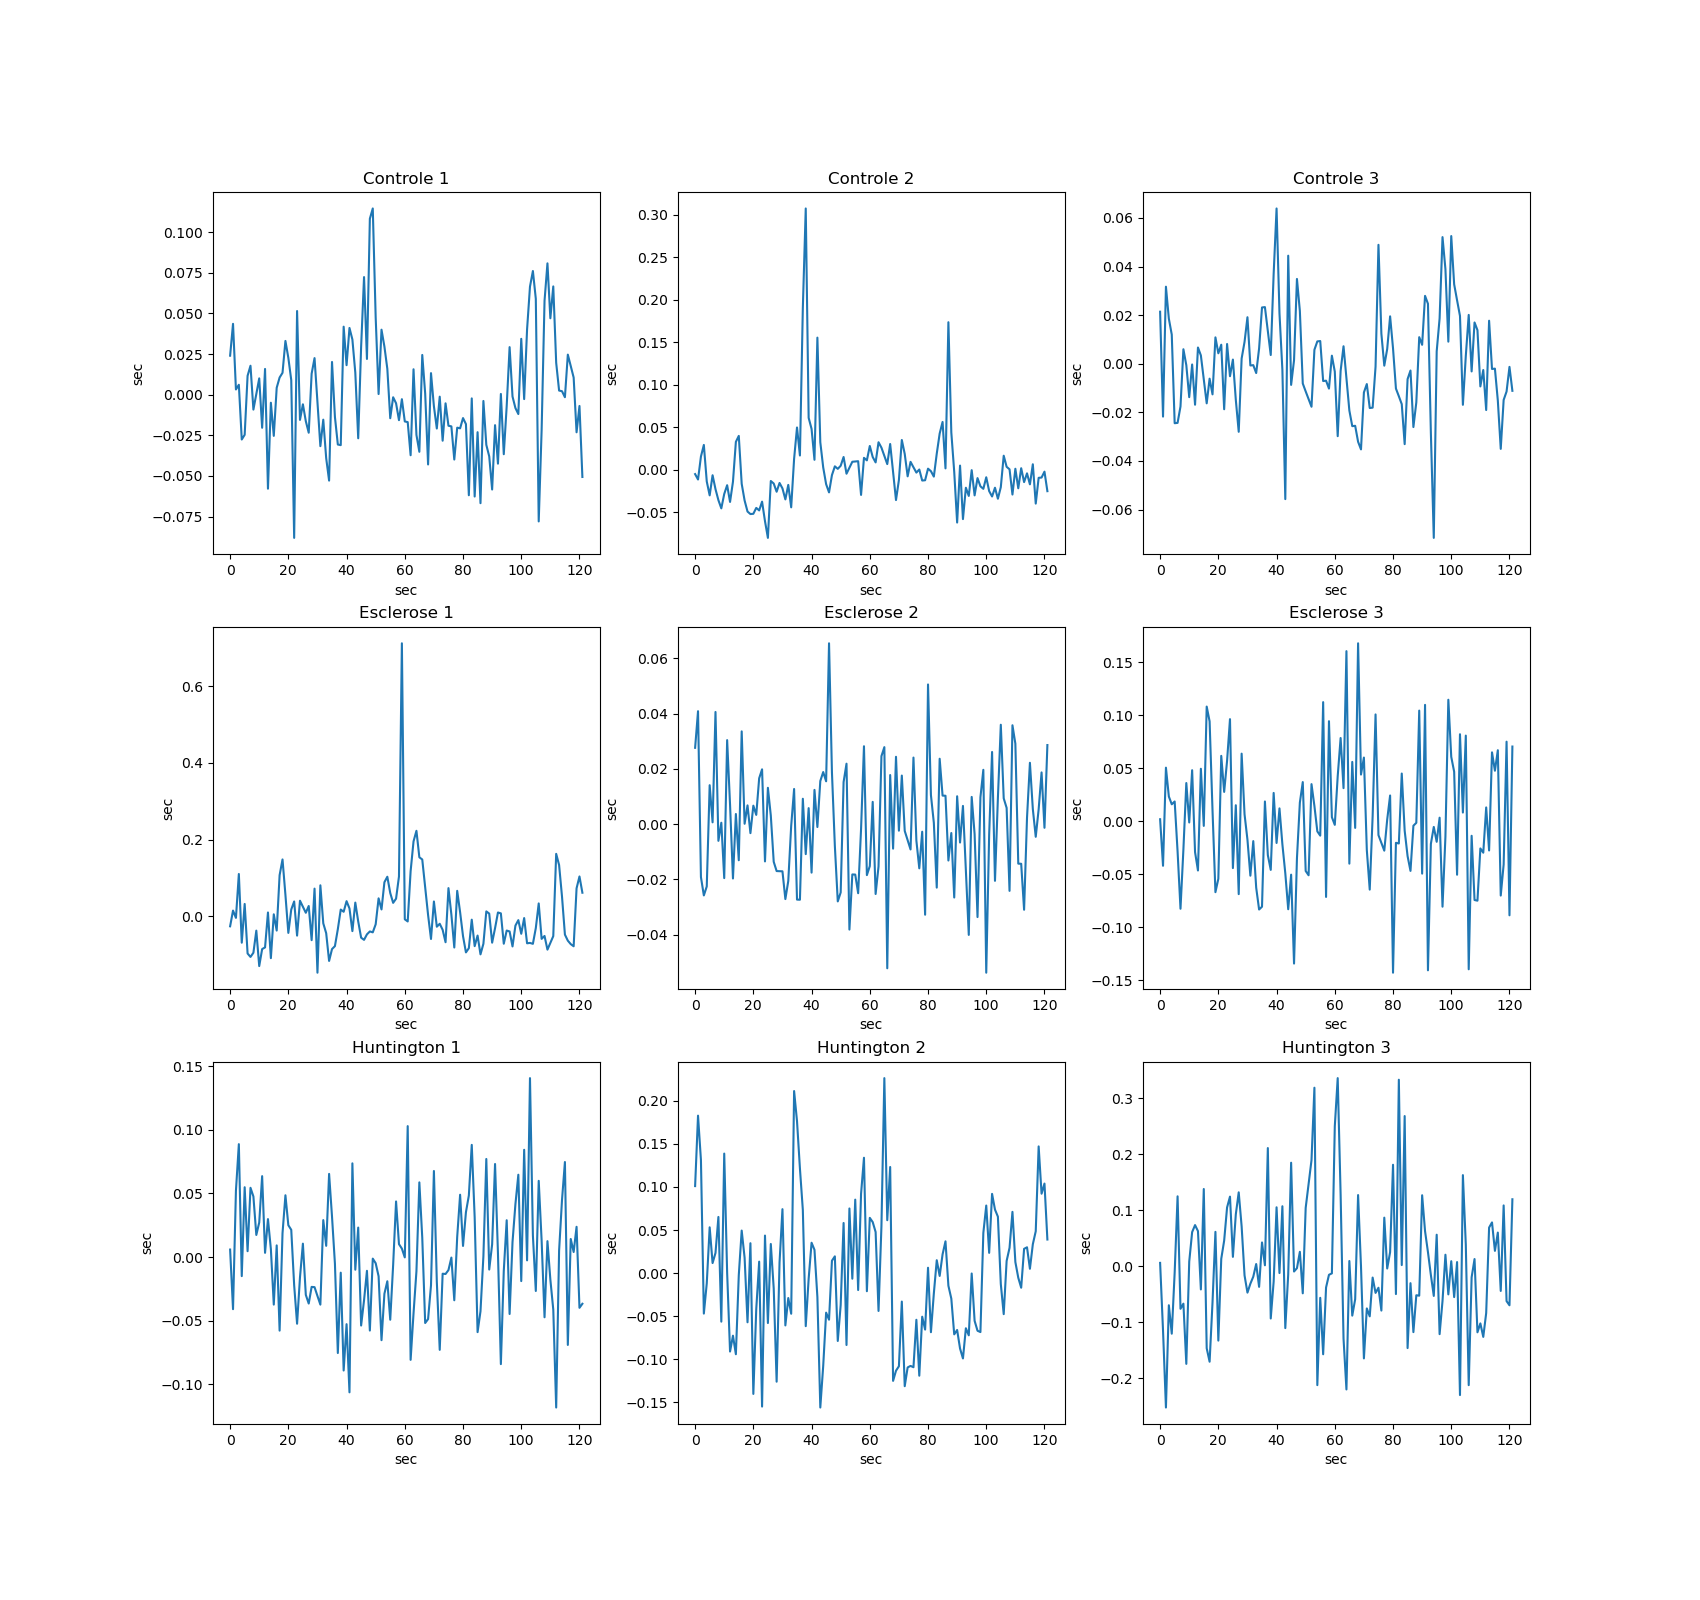 Controle 1 Controle 2 Controle 3
0.100 0.075 0.050 0.025 0.000 −0.025 −0.050 −0.075
sec
0 20 40 60 80 100 120
sec
0.30 0.25 0.20 0.15 0.10 0.05 0.00 −0.05
sec
0 20 40 60 80 100 120
sec
0.06 0.04 0.02 0.00 −0.02 −0.04 −0.06
sec
0 20 40 60 80 100 120
sec
Esclerose 1 Esclerose 2 Esclerose 3
0.6 0.4 0.2 0.0
sec
0 20 40 60 80 100 120
sec
0.06 0.04 0.02 0.00 −0.02 −0.04
sec
0 20 40 60 80 100 120
sec
0.15 0.10 0.05 0.00 −0.05 −0.10 −0.15
sec
0 20 40 60 80 100 120
sec
Huntington 1 Huntington 2 Huntington 3
0.15 0.10 0.05 0.00 −0.05 −0.10
sec
0 20 40 60 80 100 120
sec
0.20 0.15 0.10 0.05 0.00 −0.05 −0.10 −0.15
sec
0 20 40 60 80 100 120
sec
0.3 0.2 0.1 0.0 −0.1 −0.2
sec
0 20 40 60 80 100 120
sec